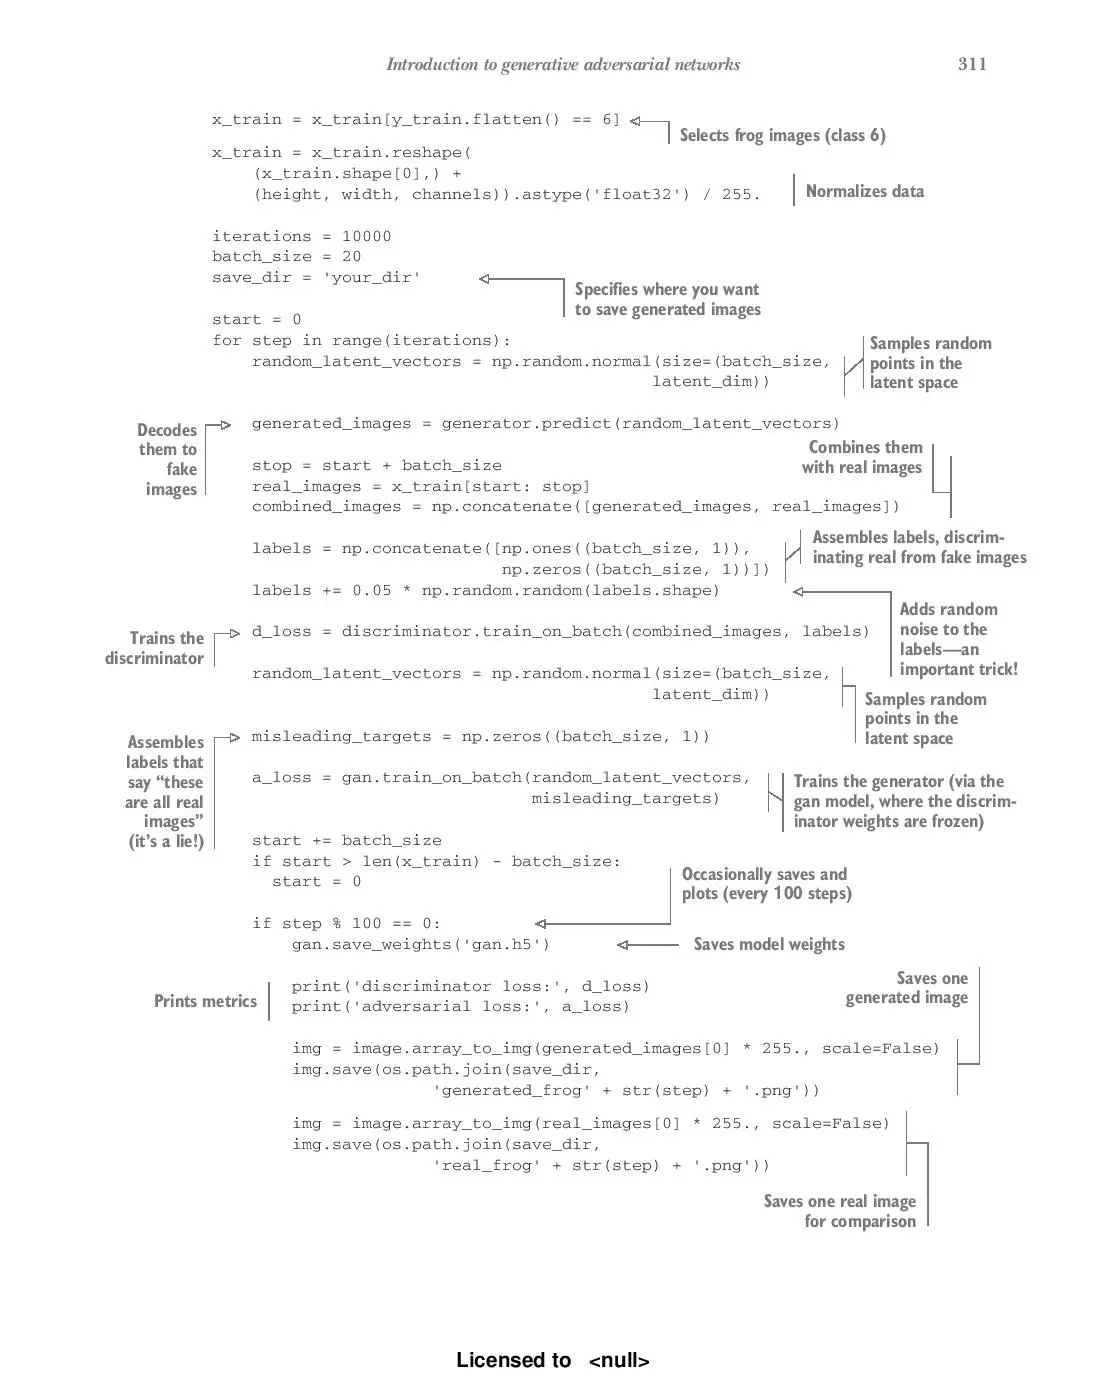 Introduction to generative adversarial networks 311
x_train = x_train[y_train.flatten() == 6]
Selects frog images (class 6)
x_train = x_train.reshape(
(x_train.shape[0],) +
(height, width, channels)).astype('float32') / 255.
Normalizes data
iterations = 10000
batch_size = 20
save_dir = 'your_dir'
Specifies where you want
to save generated images
start = 0
for step in range(iterations):
random_latent_vectors = np.random.normal(size=(batch_size,
latent_dim))
Samples random
points in the
latent space
Decodes
them to
fake
images
generated_images = generator.predict(random_latent_vectors)
Combines them
with real images
stop = start + batch_size
real_images = x_train[start: stop]
combined_images = np.concatenate([generated_images, real_images])
labels = np.concatenate([np.ones((batch_size, 1)),
np.zeros((batch_size, 1))])
labels += 0.05 * np.random.random(labels.shape)
Assembles labels, discrim-
inating real from fake images
Adds random
noise to the
labels—an
important trick!
Trains the
discriminator
d_loss = discriminator.train_on_batch(combined_images, labels)
random_latent_vectors = np.random.normal(size=(batch_size,
latent_dim))
Samples random
points in the
latent space
Assembles
labels that
say “these
are all real
images”
(it’s a lie!)
misleading_targets = np.zeros((batch_size, 1))
a_loss = gan.train_on_batch(random_latent_vectors,
misleading_targets)
Trains the generator (via the
gan model, where the discrim-
inator weights are frozen)
start += batch_size
if start > len(x_train) - batch_size:
start = 0
Occasionally saves and
plots (every 100 steps)
if step % 100 == 0:
gan.save_weights('gan.h5')
Saves model weights
Prints metrics
print('discriminator loss:', d_loss)
print('adversarial loss:', a_loss)
Saves one
generated image
img = image.array_to_img(generated_images[0] * 255., scale=False)
img.save(os.path.join(save_dir,
'generated_frog' + str(step) + '.png'))
img = image.array_to_img(real_images[0] * 255., scale=False)
img.save(os.path.join(save_dir,
'real_frog' + str(step) + '.png'))
Saves one real image
for comparison
Licensed to <null>